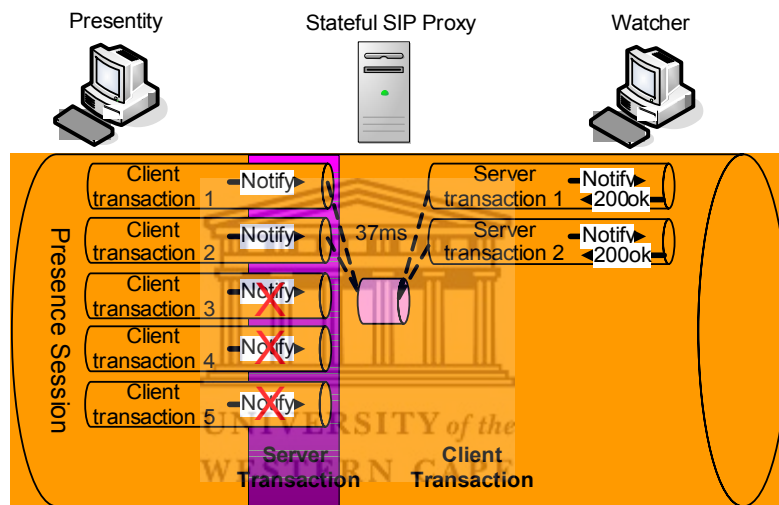 Presentity
Stateful SIP Proxy
Watcher
Presence Session
Client
transaction 1
Notify
Client
transaction 2
Notify
Client
transaction 3
Notify
Client
transaction 4
Notify
Client
transaction 5
Notify
37ms
Server
transaction 1
Notify
200ok
Server
transaction 2
Notify
200ok
UNIVERSITY of the
WESTERN CAPE
Server
Transaction
Client
Transaction